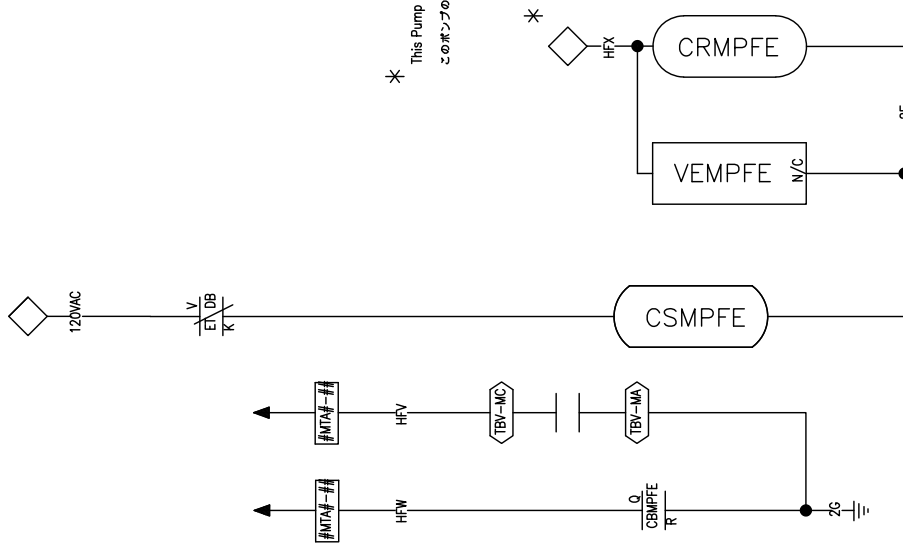 *
This Pump
このポンプの
*
HFX
CRMPFE
VEMPFE
N/C
120VAC
V
ET DB
K
CSMPFE
#MTA#-##
HFV
TBV-MC
TBV-MA
#MTA#-##
HFW
Q
CBMPFE
R
2G